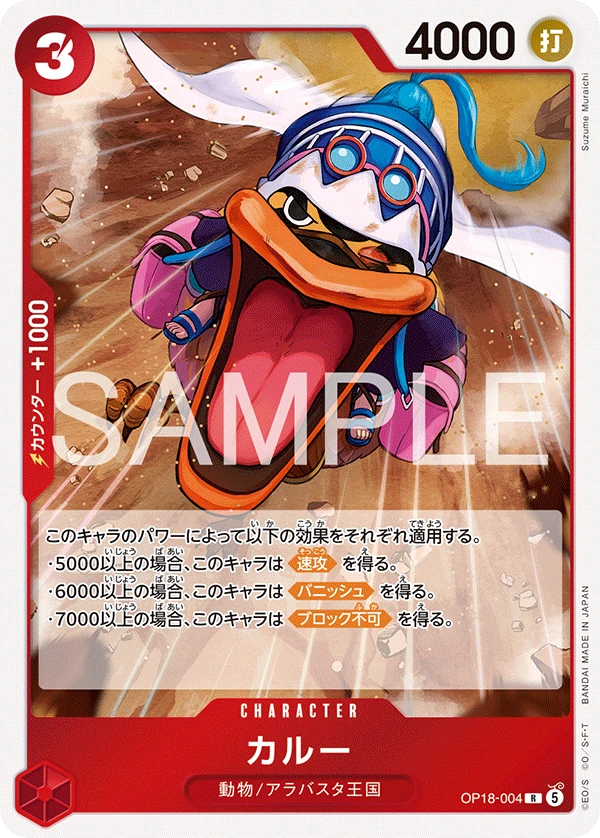 3
4000 打
Suzume Muraichi
カウンター +1000
SAMPLE
このキャラのパワーによって以下の効果をそれぞれ適用する。
・5000以上の場合、このキャラは 速攻 を得る。
・6000以上の場合、このキャラは バニッシュ を得る。
・7000以上の場合、このキャラは ブロック不可 を得る。
CHARACTER
カルー
動物/アラバスタ王国
OP18-004 R 5
©EO/S ©O/S・F・T BANDAI MADE IN JAPAN